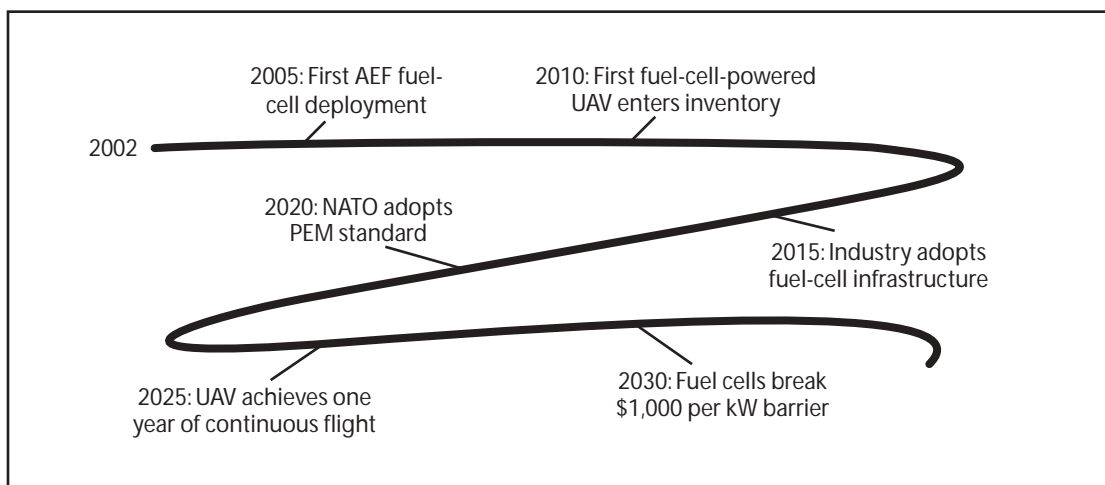 2005: First AEF fuel-
cell deployment
2010: First fuel-cell-powered
UAV enters inventory
2002
2020: NATO adopts
PEM standard
2015: Industry adopts
fuel-cell infrastructure
2025: UAV achieves one
year of continuous flight
2030: Fuel cells break
$1,000 per kW barrier